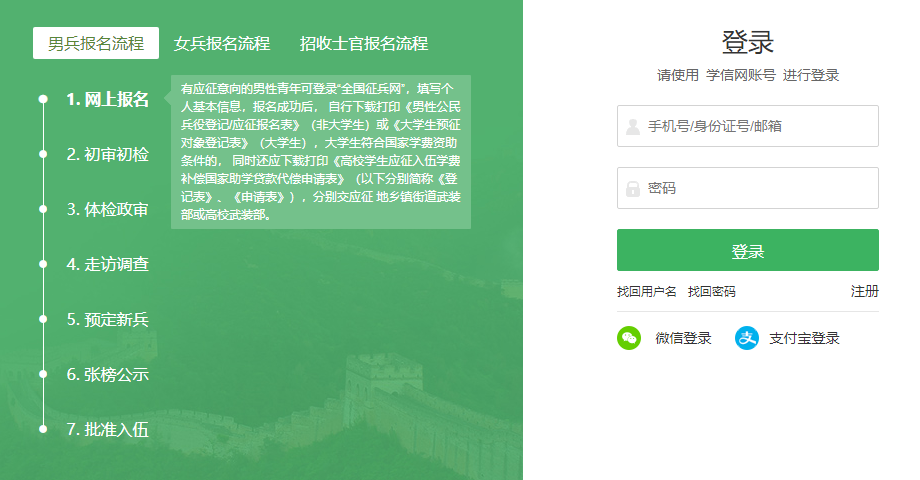 男兵报名流程 女兵报名流程 招收士官报名流程
1. 网上报名
有应征意向的男性青年可登录“全国征兵网”，填写个
人基本信息，报名成功后， 自行下载打印《男性公民
兵役登记/应征报名表》（非大学生）或《大学生预征
对象登记表》（大学生），大学生符合国家学费资助
条件的， 同时还应下载打印《高校学生应征入伍学费
补偿国家助学贷款代偿申请表》（以下分别简称《登
记表》、《申请表》），分别交应征 地乡镇街道武装
部或高校武装部。
2. 初审初检
3. 体检政审
4. 走访调查
5. 预定新兵
6. 张榜公示
7. 批准入伍
登录
请使用 学信网账号 进行登录
手机号/身份证号/邮箱
密码
登录
找回用户名 找回密码 注册
微信登录 支付宝登录